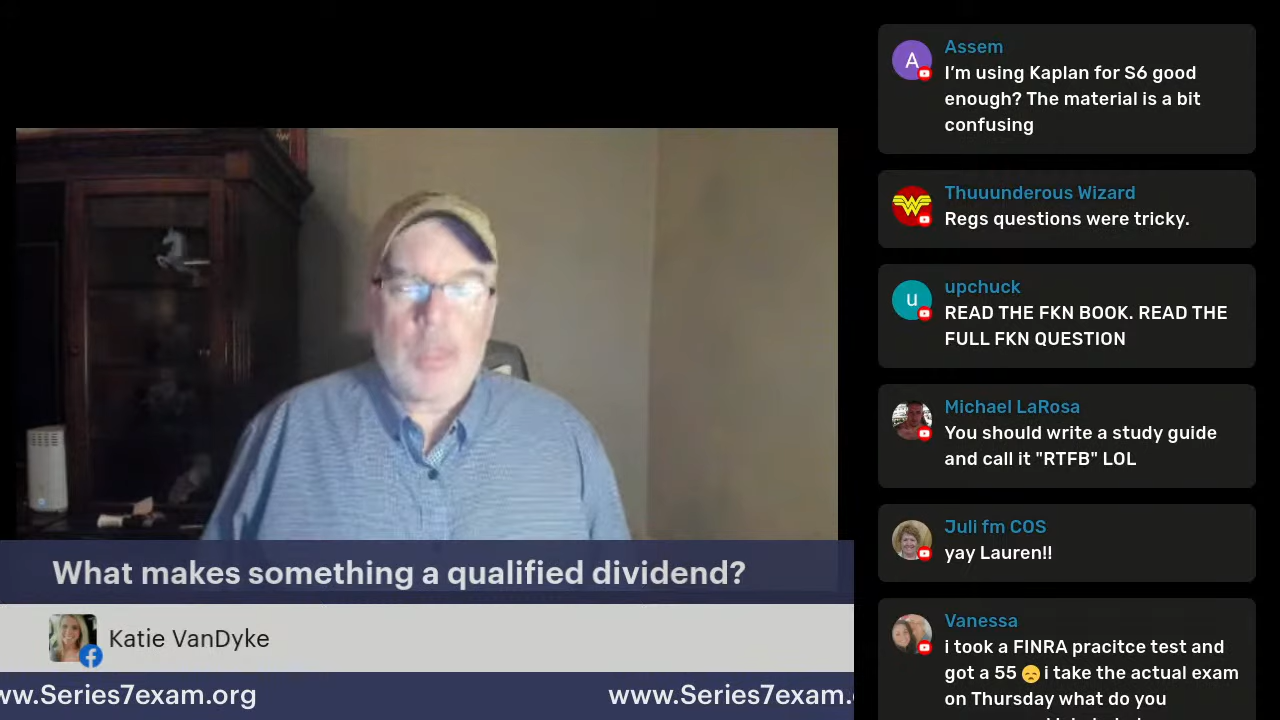 What makes something a qualified dividend?
Katie VanDyke
ww.Series7exam.org
www.Series7exam.
A
Assem
I'm using Kaplan for S6 good
enough? The material is a bit
confusing
Thuuunderous Wizard
Regs questions were tricky.
u
upchuck
READ THE FKN BOOK. READ THE
FULL FKN QUESTION
Michael LaRosa
You should write a study guide
and call it "RTFB" LOL
Juli fm COS
yay Lauren!!
Vanessa
i took a FINRA pracitce test and
got a 55 😞 i take the actual exam
on Thursday what do you